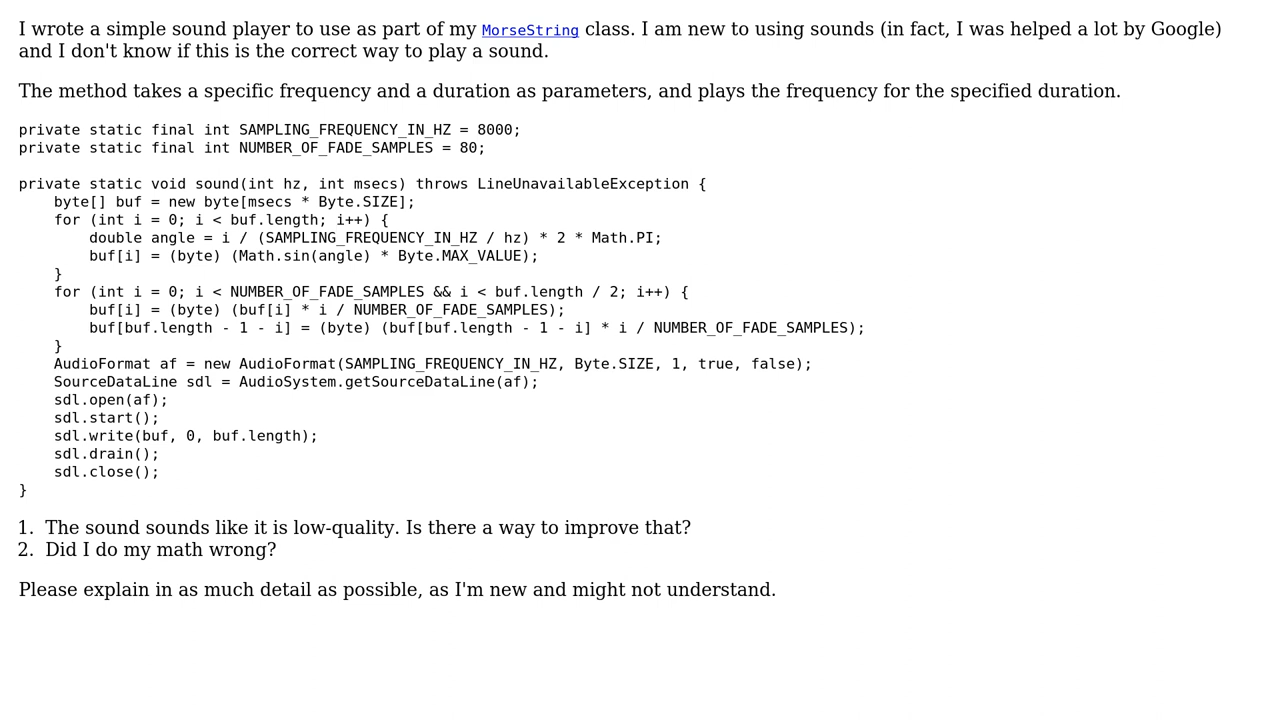 I wrote a simple sound player to use as part of my MorseString class. I am new to using sounds (in fact, I was helped a lot by Google)
and I don't know if this is the correct way to play a sound.
The method takes a specific frequency and a duration as parameters, and plays the frequency for the specified duration.
private static final int SAMPLING_FREQUENCY_IN_HZ = 8000;
private static final int NUMBER_OF_FADE_SAMPLES = 80;
private static void sound(int hz, int msecs) throws LineUnavailableException {
    byte[] buf = new byte[msecs * Byte.SIZE];
    for (int i = 0; i < buf.length; i++) {
        double angle = i / (SAMPLING_FREQUENCY_IN_HZ / hz) * 2 * Math.PI;
        buf[i] = (byte) (Math.sin(angle) * Byte.MAX_VALUE);
    }
    for (int i = 0; i < NUMBER_OF_FADE_SAMPLES && i < buf.length / 2; i++) {
        buf[i] = (byte) (buf[i] * i / NUMBER_OF_FADE_SAMPLES);
        buf[buf.length - 1 - i] = (byte) (buf[buf.length - 1 - i] * i / NUMBER_OF_FADE_SAMPLES);
    }
    AudioFormat af = new AudioFormat(SAMPLING_FREQUENCY_IN_HZ, Byte.SIZE, 1, true, false);
    SourceDataLine sdl = AudioSystem.getSourceDataLine(af);
    sdl.open(af);
    sdl.start();
    sdl.write(buf, 0, buf.length);
    sdl.drain();
    sdl.close();
}
1. The sound sounds like it is low-quality. Is there a way to improve that?
2. Did I do my math wrong?
Please explain in as much detail as possible, as I'm new and might not understand.